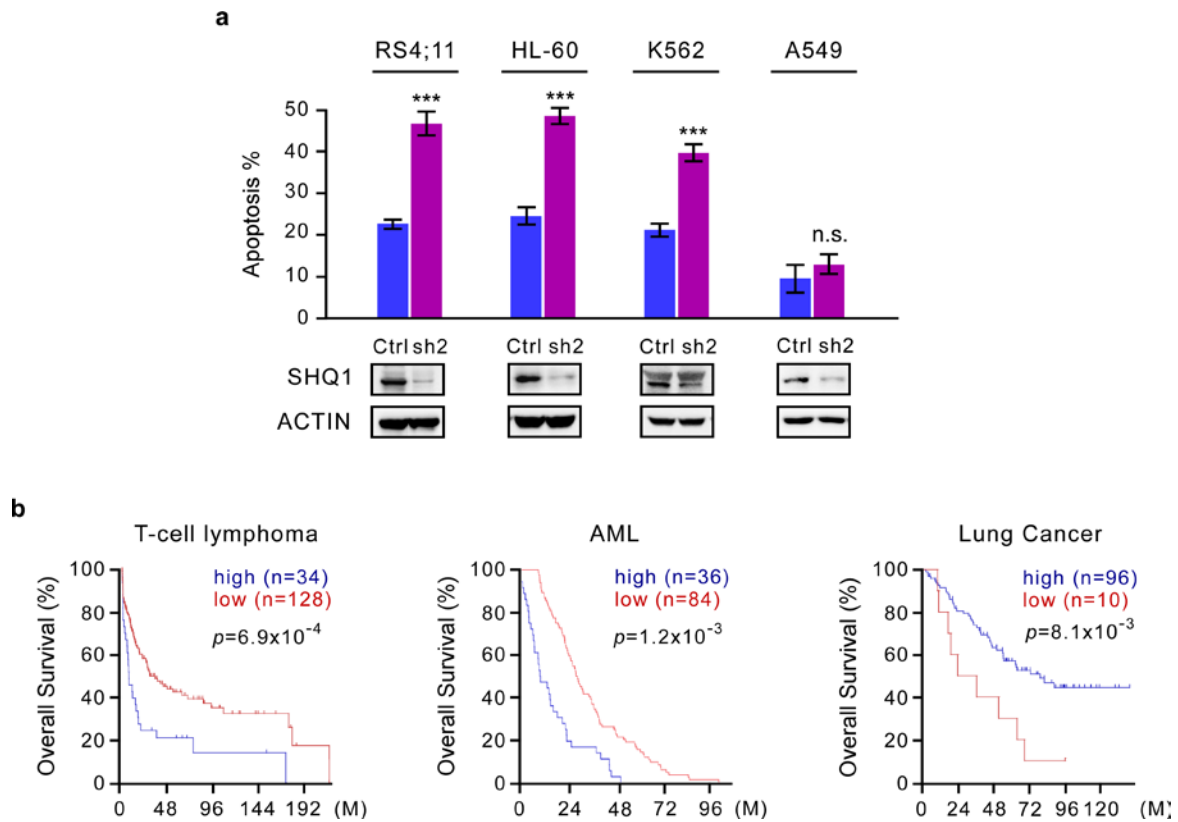 a
RS4;11 HL-60 K562 A549
*** *** *** n.s.
Apoptosis %
50
40
30
20
10
0
Ctrl sh2 Ctrl sh2 Ctrl sh2 Ctrl sh2
SHQ1
ACTIN
b
T-cell lymphoma
Overall Survival (%)
100
80
60
40
20
0
high (n=34)
low (n=128)
p=6.9x10⁻⁴
0 48 96 144 192 (M)
AML
Overall Survival (%)
100
80
60
40
20
0
high (n=36)
low (n=84)
p=1.2x10⁻³
0 24 48 72 96 (M)
Lung Cancer
Overall Survival (%)
100
80
60
40
20
0
high (n=96)
low (n=10)
p=8.1x10⁻³
0 24 48 72 96 120 (M)